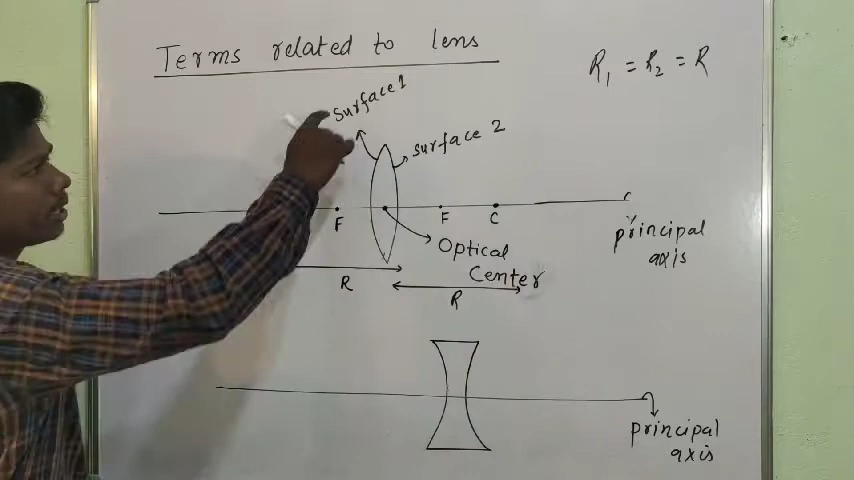 Terms related to lens
R₁ = R₂ = R
Surface 1
Surface 2
F
F
C
principal
axis
Optical
Center
R
R
principal
axis